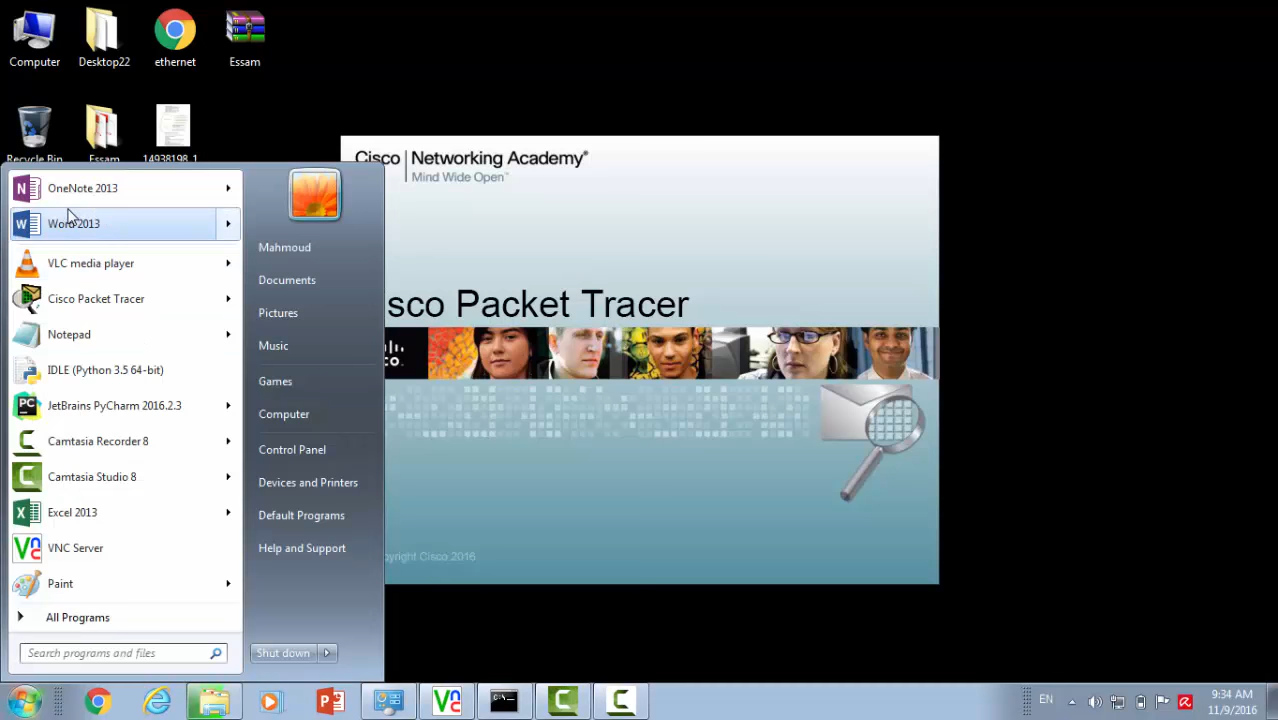 Computer
Desktop22
ethernet
Essam
Recycle Bin
Essam
14938198_1
Cisco Networking Academy®
Mind Wide Open™
isco Packet Tracer
co.
pyright Cisco 2016
OneNote 2013
Word 2013
VLC media player
Cisco Packet Tracer
Notepad
IDLE (Python 3.5 64-bit)
JetBrains PyCharm 2016.2.3
Camtasia Recorder 8
Camtasia Studio 8
Excel 2013
VNC Server
Paint
All Programs
Search programs and files
Mahmoud
Documents
Pictures
Music
Games
Computer
Control Panel
Devices and Printers
Default Programs
Help and Support
Shut down
EN
9:34 AM
11/9/2016